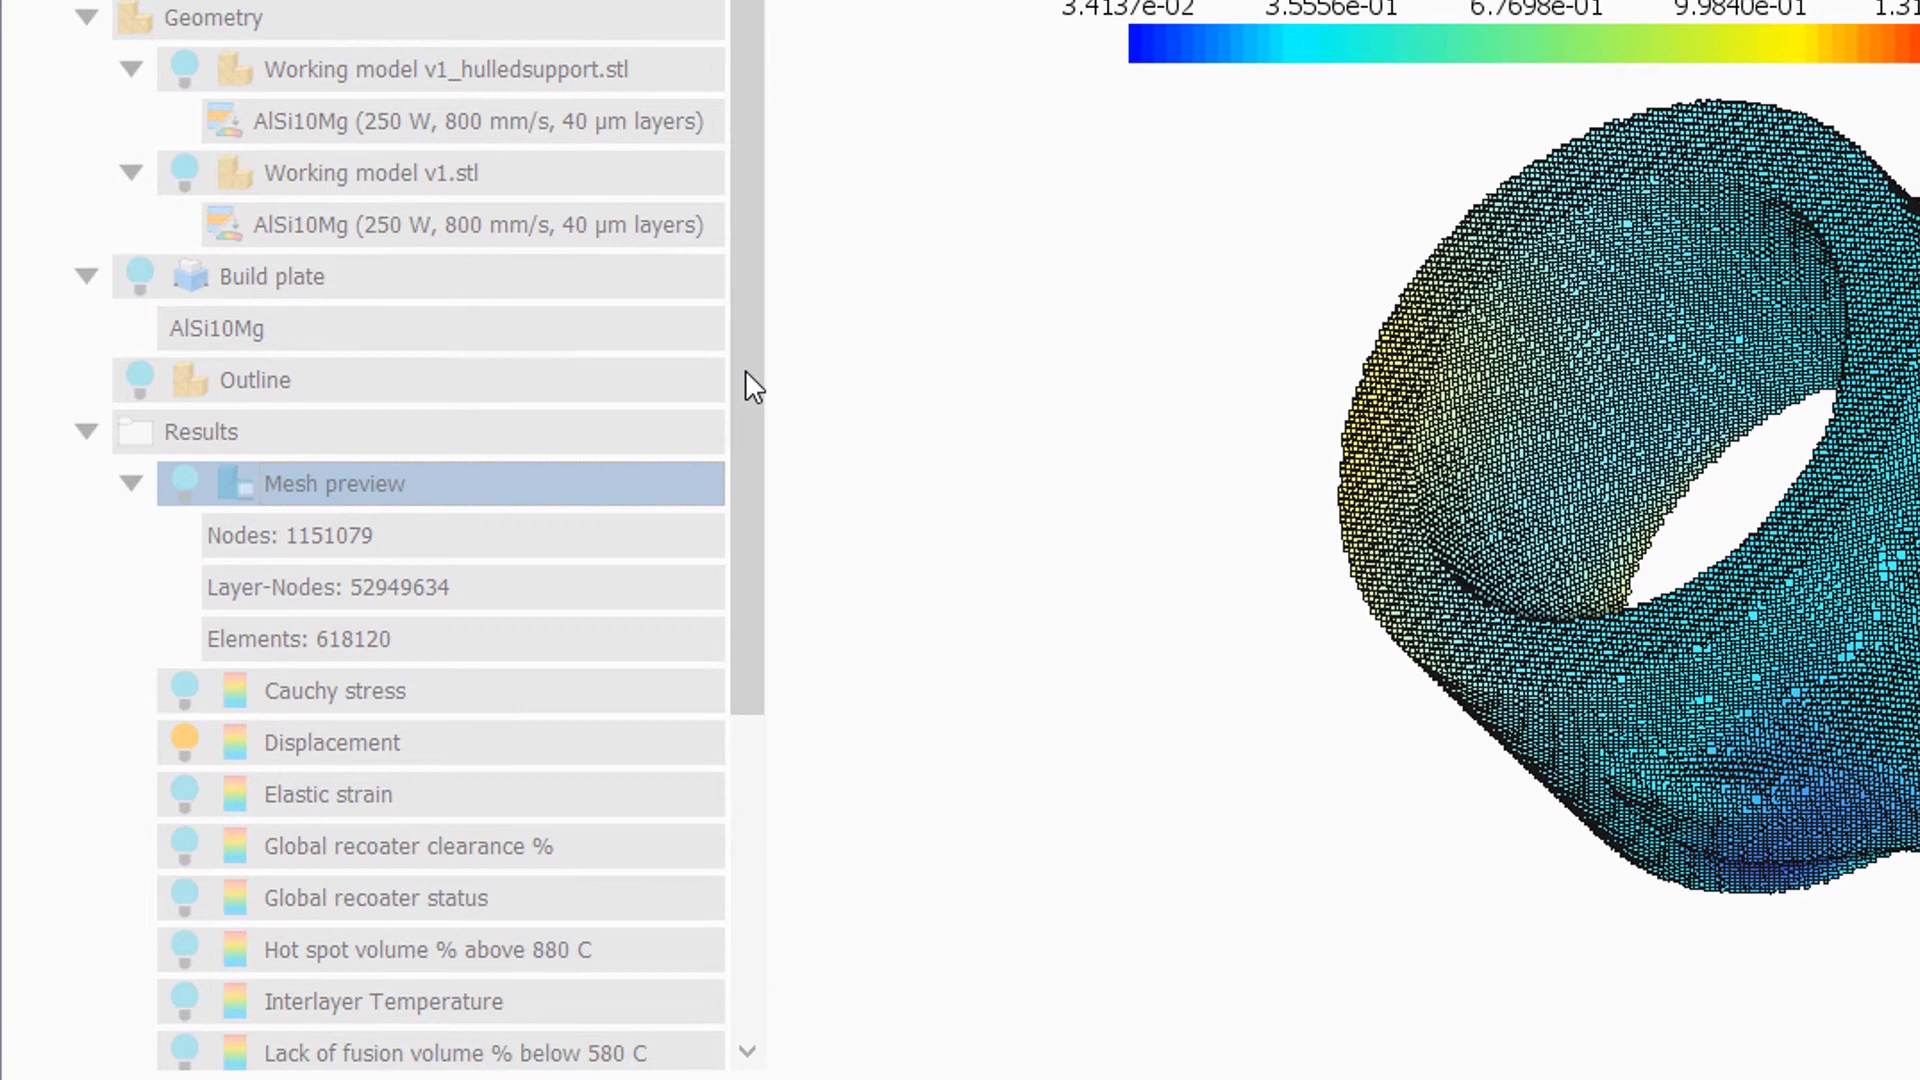 3.4137e-02 3.5556e-01 6.7698e-01 9.9840e-01 1.31
Geometry
Working model v1_hulledsupport.stl
AlSi10Mg (250 W, 800 mm/s, 40 µm layers)
Working model v1.stl
AlSi10Mg (250 W, 800 mm/s, 40 µm layers)
Build plate
AlSi10Mg
Outline
Results
Mesh preview
Nodes: 1151079
Layer-Nodes: 52949634
Elements: 618120
Cauchy stress
Displacement
Elastic strain
Global recoater clearance %
Global recoater status
Hot spot volume % above 880 C
Interlayer Temperature
Lack of fusion volume % below 580 C